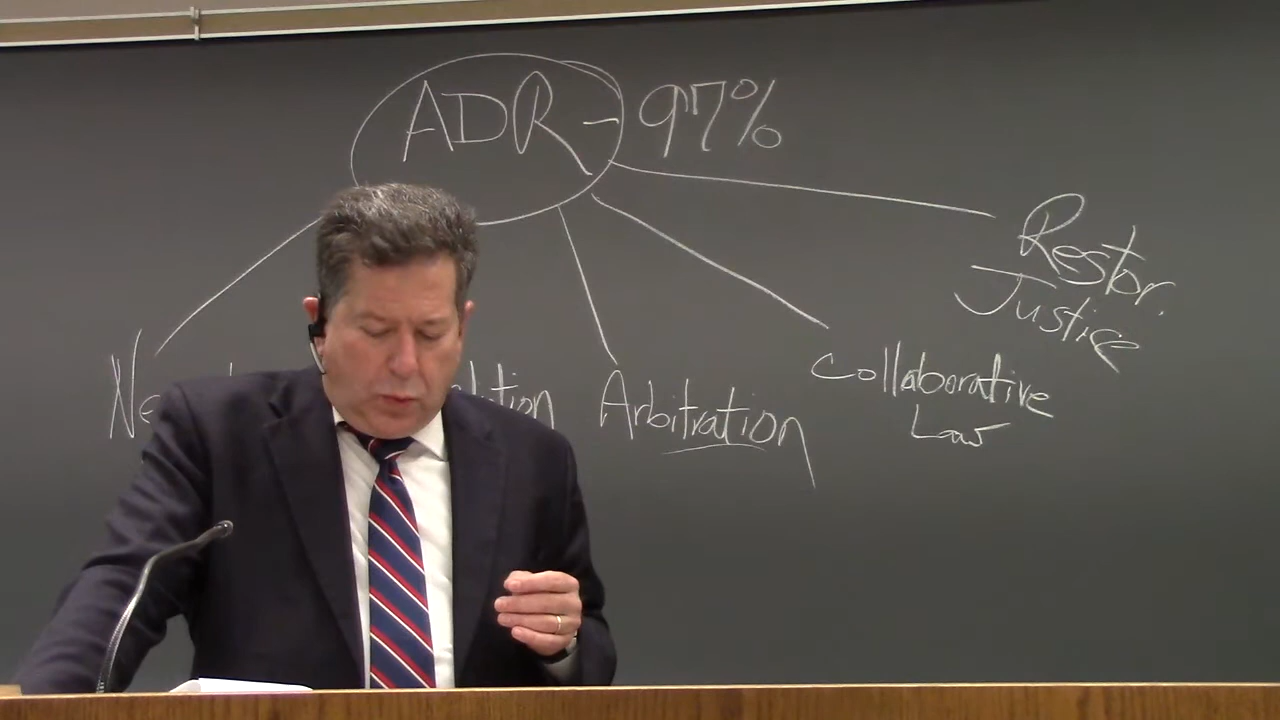 ADR - 97%
Restor.
Justice
Arbitration
Collaborative
Law